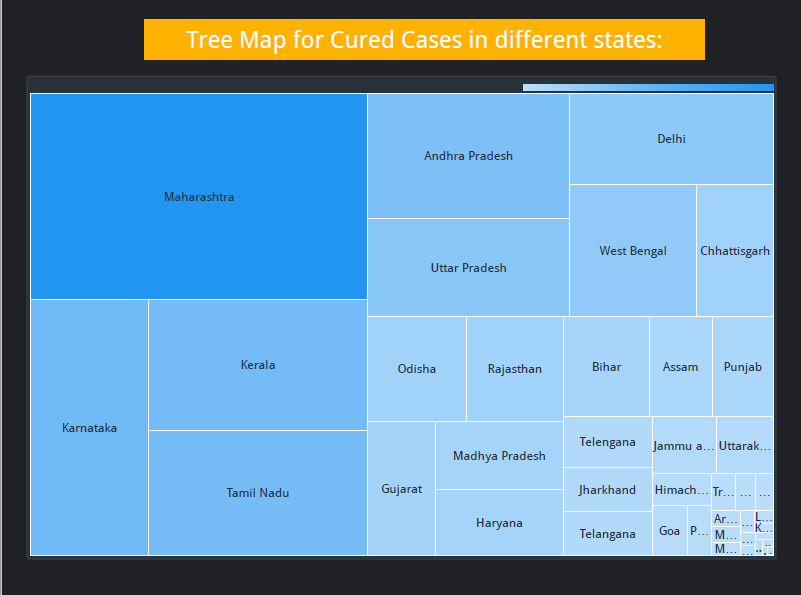 Tree Map for Cured Cases in different states:
Maharashtra
Andhra Pradesh
Delhi
Uttar Pradesh
West Bengal
Chhattisgarh
Karnataka
Kerala
Tamil Nadu
Odisha
Rajasthan
Bihar
Assam
Punjab
Gujarat
Madhya Pradesh
Haryana
Telengana
Jharkhand
Telangana
Jammu a...
Uttarak...
Himach...
Goa
P...
Tr...
...
...
Ar...
M...
M...
...
...
...
L...
K...